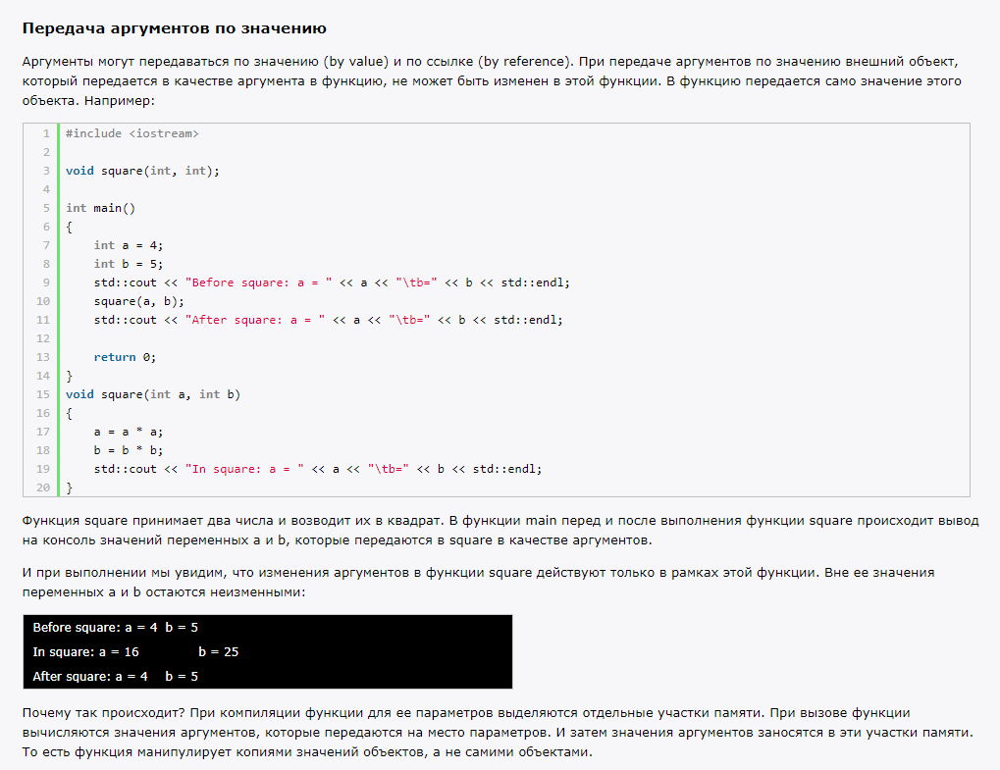 Передача аргументов по значению
Аргументы могут передаваться по значению (by value) и по ссылке (by reference). При передаче аргументов по значению внешний объект,
который передается в качестве аргумента в функцию, не может быть изменен в этой функции. В функцию передается само значение этого
объекта. Например:
1 #include <iostream>
2
3 void square(int, int);
4
5 int main()
6 {
7     int a = 4;
8     int b = 5;
9     std::cout << "Before square: a = " << a << "\tb=" << b << std::endl;
10     square(a, b);
11     std::cout << "After square: a = " << a << "\tb=" << b << std::endl;
12
13     return 0;
14 }
15 void square(int a, int b)
16 {
17     a = a * a;
18     b = b * b;
19     std::cout << "In square: a = " << a << "\tb=" << b << std::endl;
20 }
Функция square принимает два числа и возводит их в квадрат. В функции main перед и после выполнения функции square происходит вывод
на консоль значений переменных a и b, которые передаются в square в качестве аргументов.
И при выполнении мы увидим, что изменения аргументов в функции square действуют только в рамках этой функции. Вне ее значения
переменных a и b остаются неизменными:
Before square: a = 4 b = 5
In square: a = 16 b = 25
After square: a = 4 b = 5
Почему так происходит? При компиляции функции для ее параметров выделяются отдельные участки памяти. При вызове функции
вычисляются значения аргументов, которые передаются на место параметров. И затем значения аргументов заносятся в эти участки памяти.
То есть функция манипулирует копиями значений объектов, а не самими объектами.